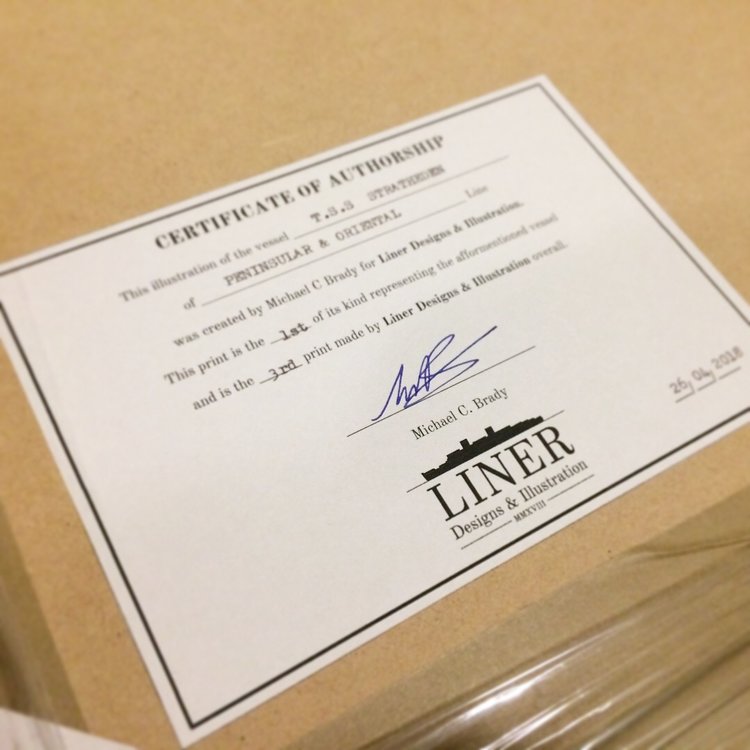 CERTIFICATE OF AUTHORSHIP
This illustration of the vessel T.S.S STRATHEDEN
of PENINSULAR & ORIENTAL Line
was created by Michael C Brady for Liner Designs & Illustration.
This print is the 1st of its kind representing the afformentioned vessel
and is the 3rd print made by Liner Designs & Illustration overall.
Michael C. Brady
26, 04, 2018
LINER
Designs & Illustration
MMXVIII